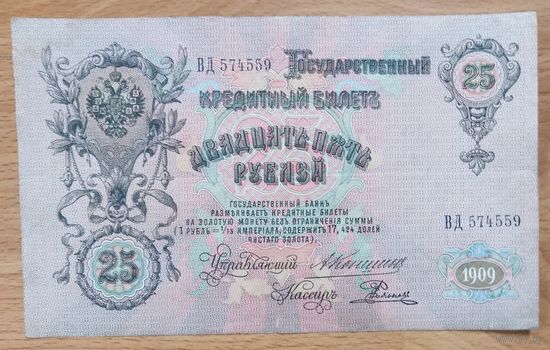 ВД 574559
ГОСУДАРСТВЕННЫЙ
25
КРЕДИТНЫЙ БИЛЕТЪ
ДВАДЦАТЬ ПЯТЬ
РУБЛЕЙ
ГОСУДАРСТВЕННЫЙ БАНКЪ
РАЗМѢНИВАЕТЪ КРЕДИТНЫЕ БИЛЕТЫ
НА ЗОЛОТУЮ МОНЕТУ БЕЗЪ ОГРАНИЧЕНІЯ СУММЫ
(1 РУБЛЬ = 1/15 ИМПЕРІАЛА, СОДЕРЖИТЪ 17, 424 ДОЛЕЙ
ЧИСТАГО ЗОЛОТА)
ВД 574559
25
Управляющій
Кассиръ
1909